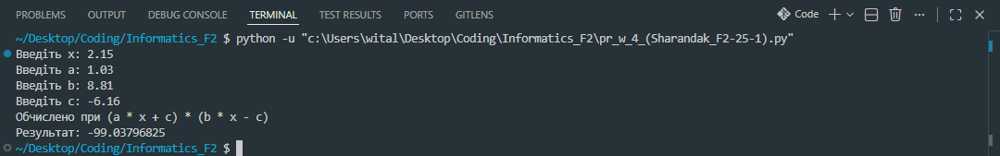 PROBLEMS OUTPUT DEBUG CONSOLE TERMINAL TEST RESULTS PORTS GITLENS Code
~/Desktop/Coding/Informatics_F2 $ python -u "c:\Users\wital\Desktop\Coding\Informatics_F2\pr_w_4_(Sharandak_F2-25-1).py"
Введіть x: 2.15
Введіть a: 1.03
Введіть b: 8.81
Введіть c: -6.16
Обчислено при (a * x + c) * (b * x - c)
Результат: -99.03796825
~/Desktop/Coding/Informatics_F2 $